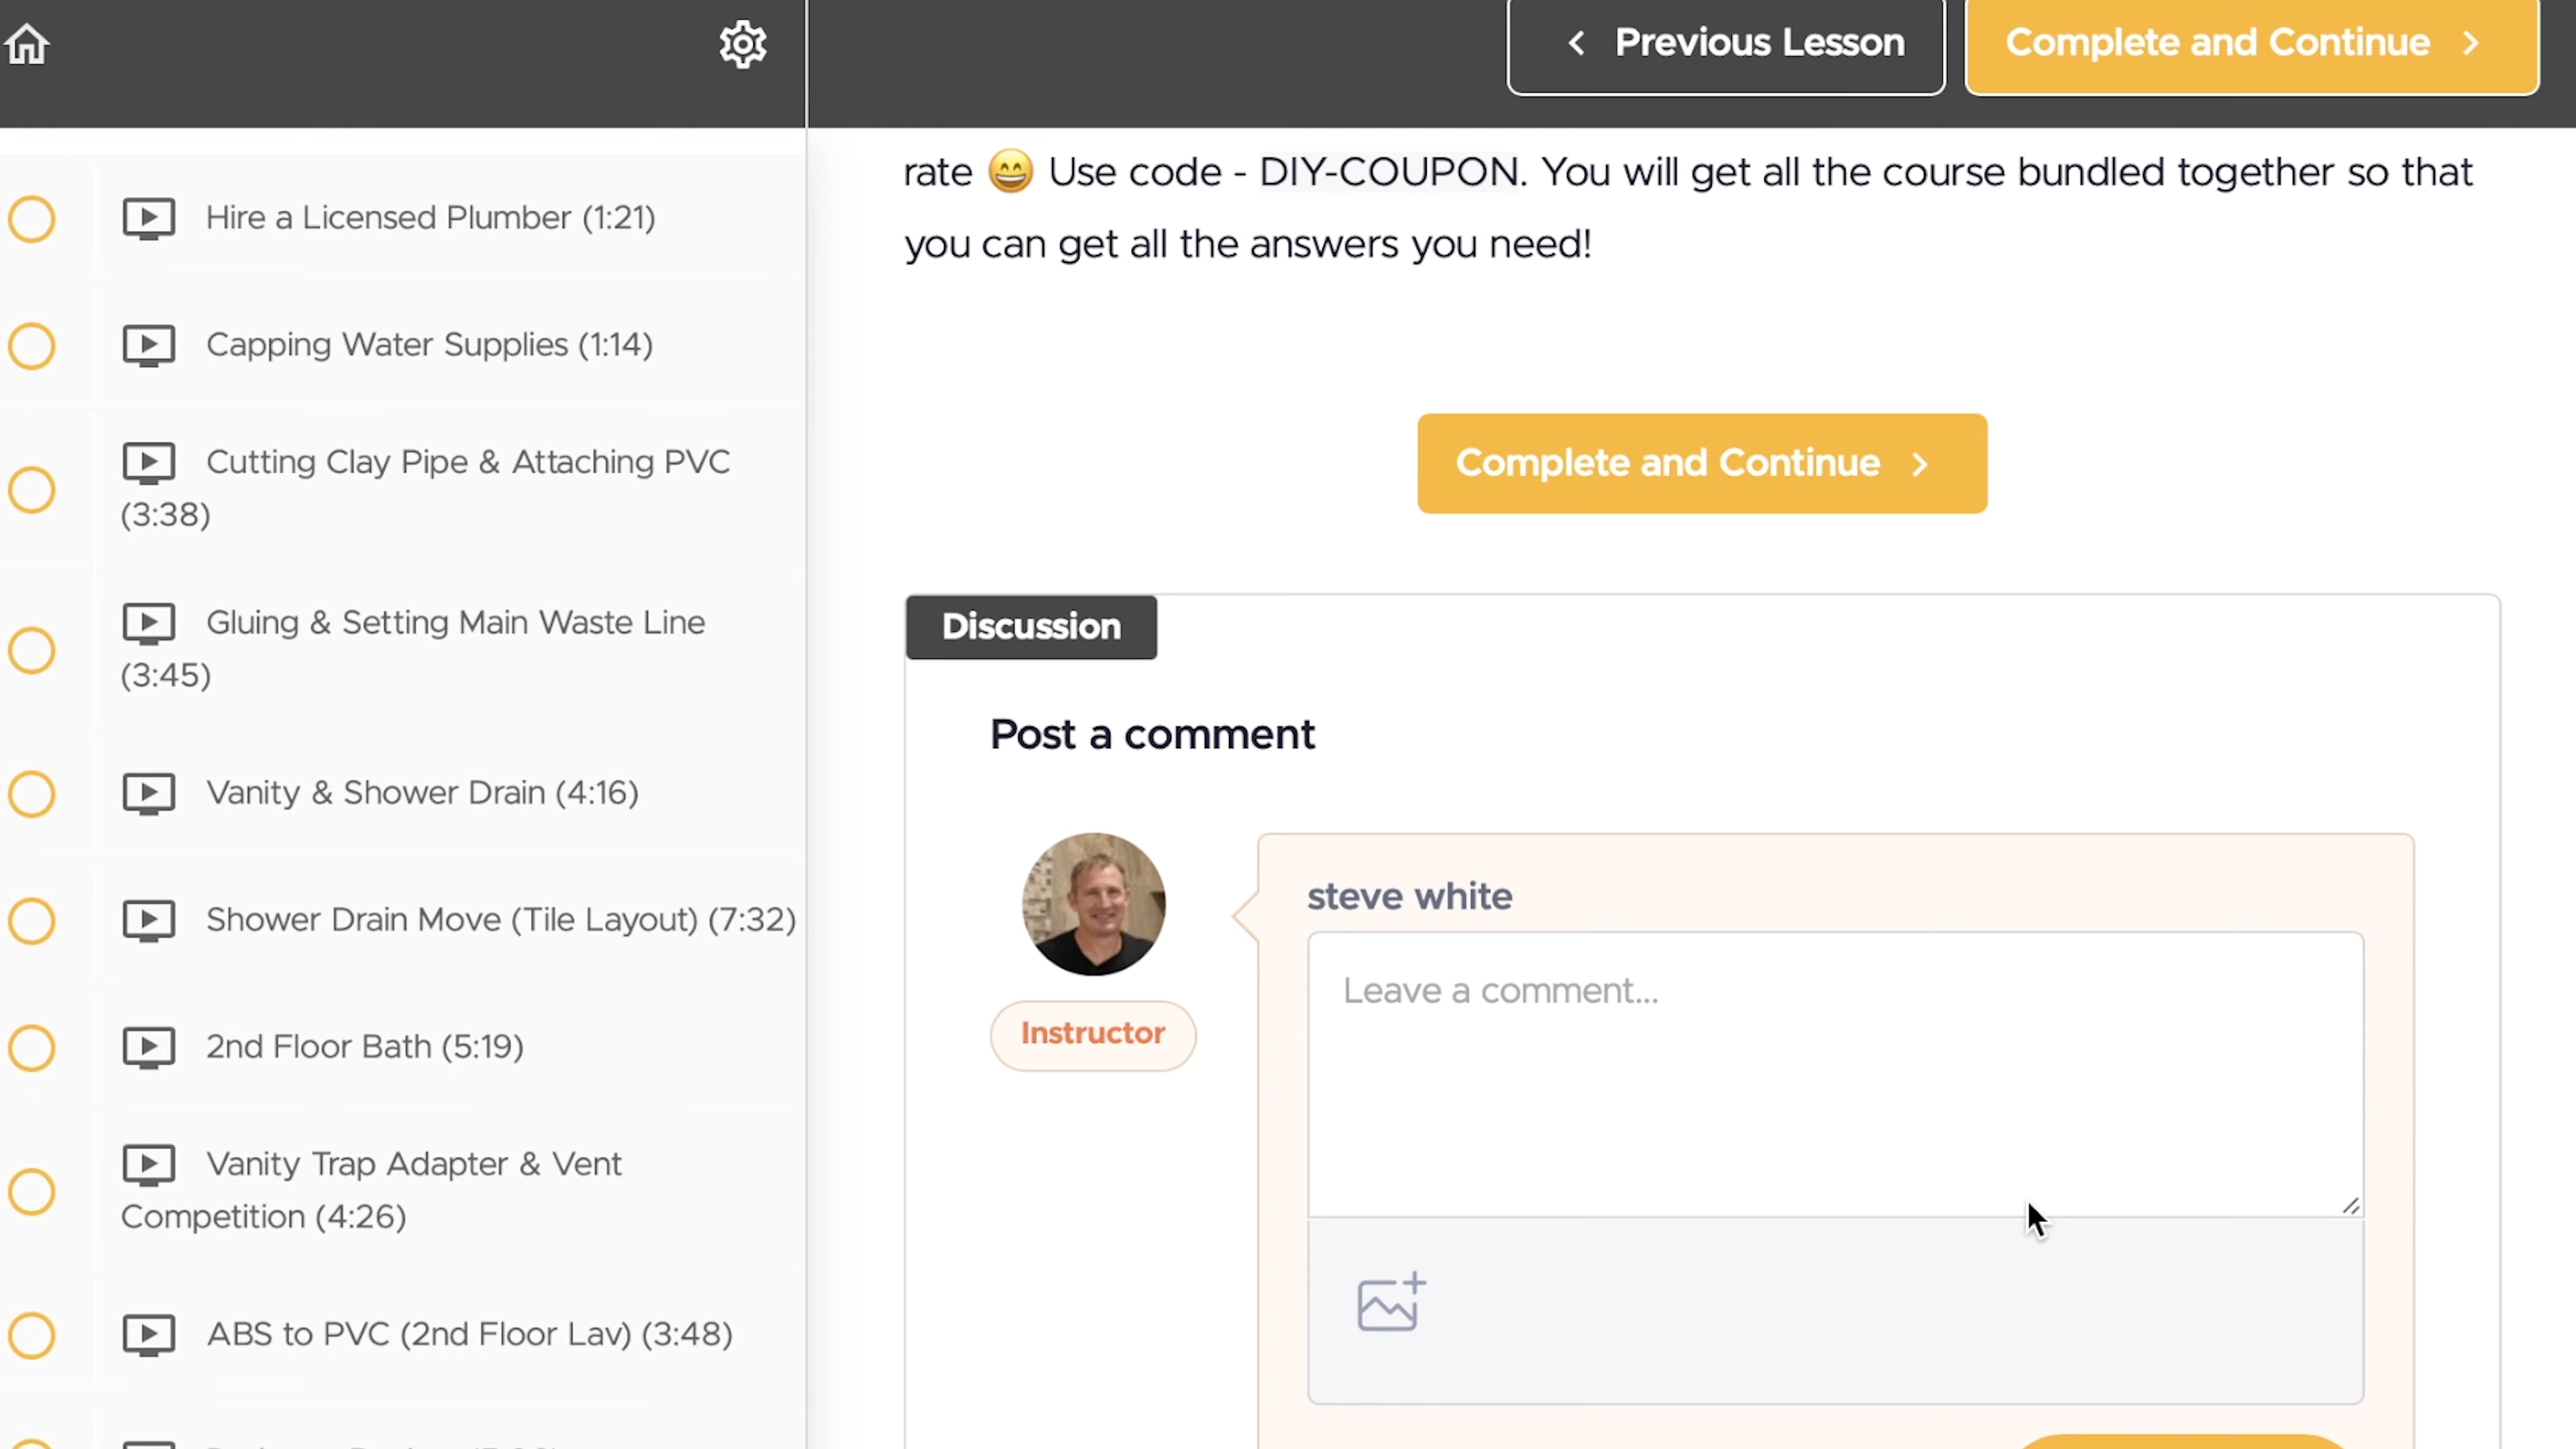 Previous Lesson
Complete and Continue
Hire a Licensed Plumber (1:21)
Capping Water Supplies (1:14)
Cutting Clay Pipe & Attaching PVC
(3:38)
Gluing & Setting Main Waste Line
(3:45)
Vanity & Shower Drain (4:16)
Shower Drain Move (Tile Layout) (7:32)
2nd Floor Bath (5:19)
Vanity Trap Adapter & Vent
Competition (4:26)
ABS to PVC (2nd Floor Lav) (3:48)
rate 😄 Use code - DIY-COUPON. You will get all the course bundled together so that
you can get all the answers you need!
Complete and Continue
Discussion
Post a comment
steve white
Leave a comment...
Instructor